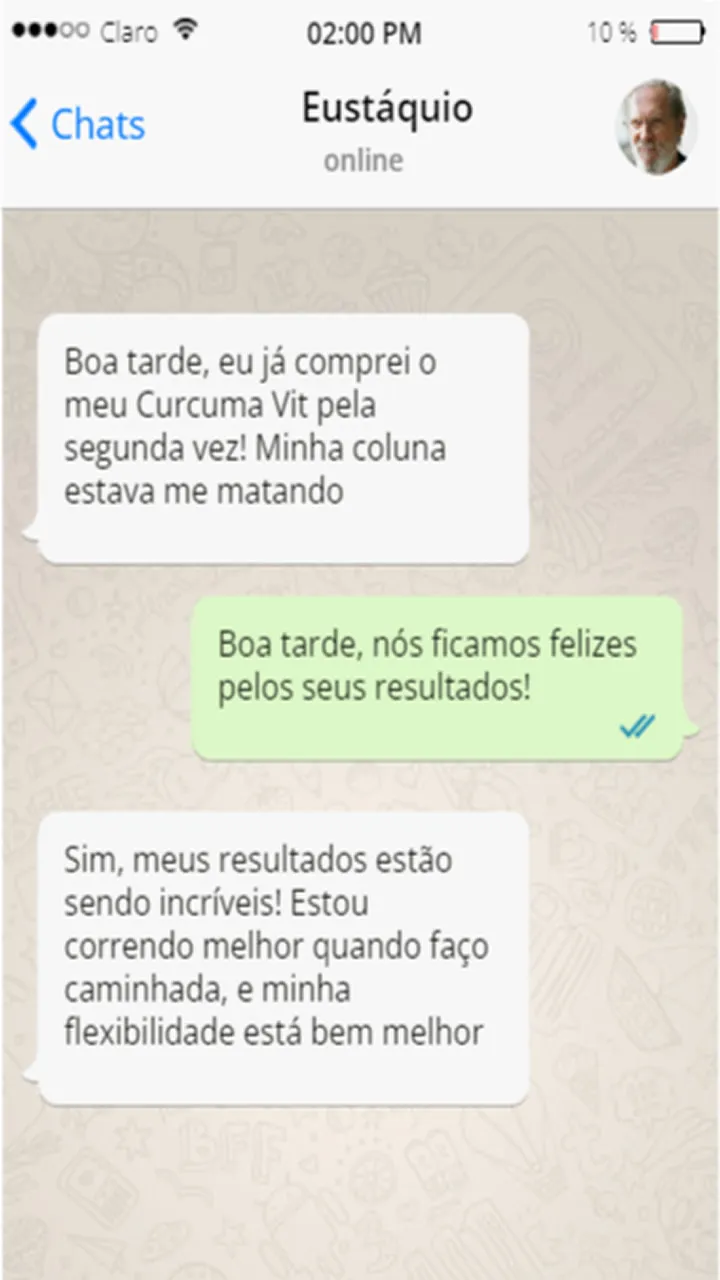 Claro 02:00 PM 10 %
Chats
Eustáquio
online
Boa tarde, eu já comprei o
meu Curcuma Vit pela
segunda vez! Minha coluna
estava me matando
Boa tarde, nós ficamos felizes
pelos seus resultados!
Sim, meus resultados estão
sendo incríveis! Estou
correndo melhor quando faço
caminhada, e minha
flexibilidade está bem melhor
BFF